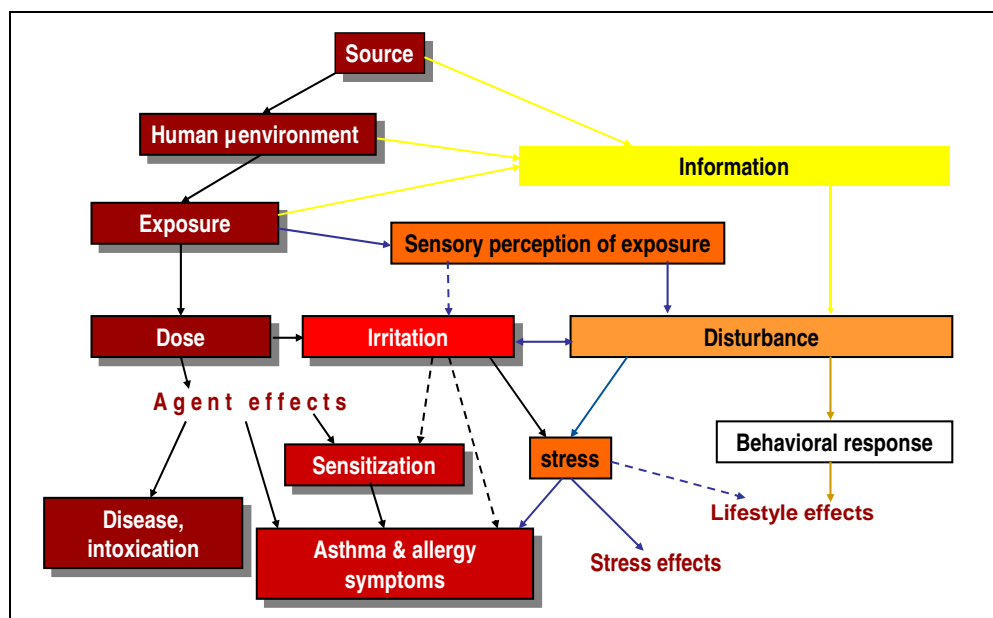 Source
Human μenvironment
Information
Exposure
Sensory perception of exposure
Dose
Irritation
Disturbance
Agent effects
Behavioral response
Sensitization
stress
Lifestyle effects
Disease,
intoxication
Asthma & allergy
symptoms
Stress effects